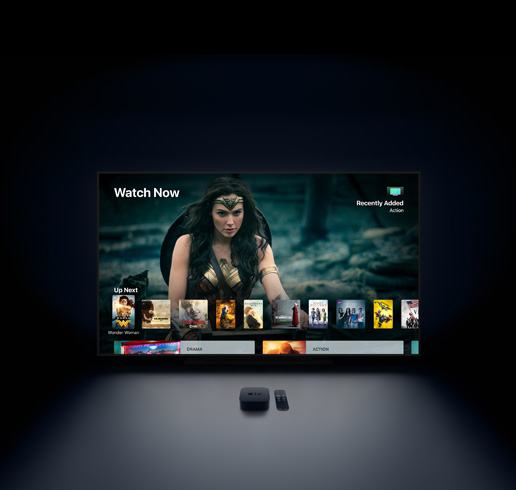 Watch Now
Recently Added
Action
Up Next
Wonder Woman
DRAMA
ACTION